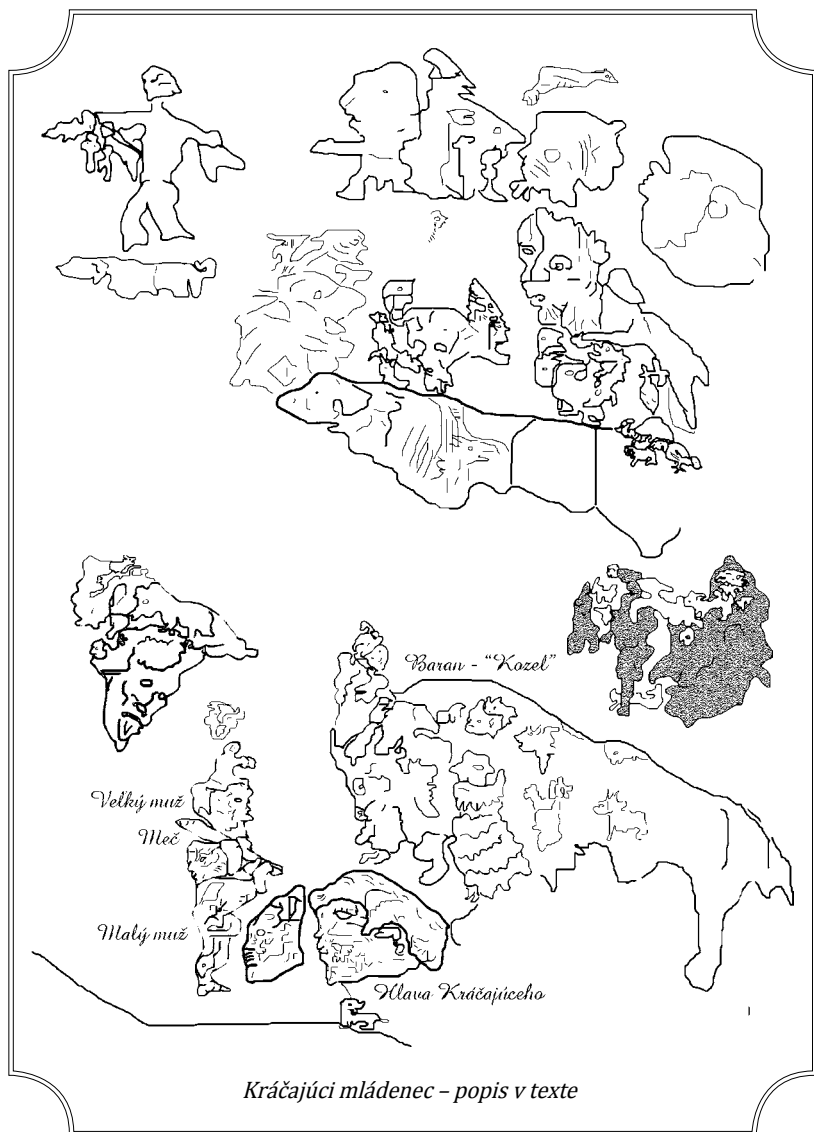 Baran - “Kozel”
Veľký muž
Meč
Malý muž
Hlava Kráčajúceho
Kráčajúci mládenec – popis v texte